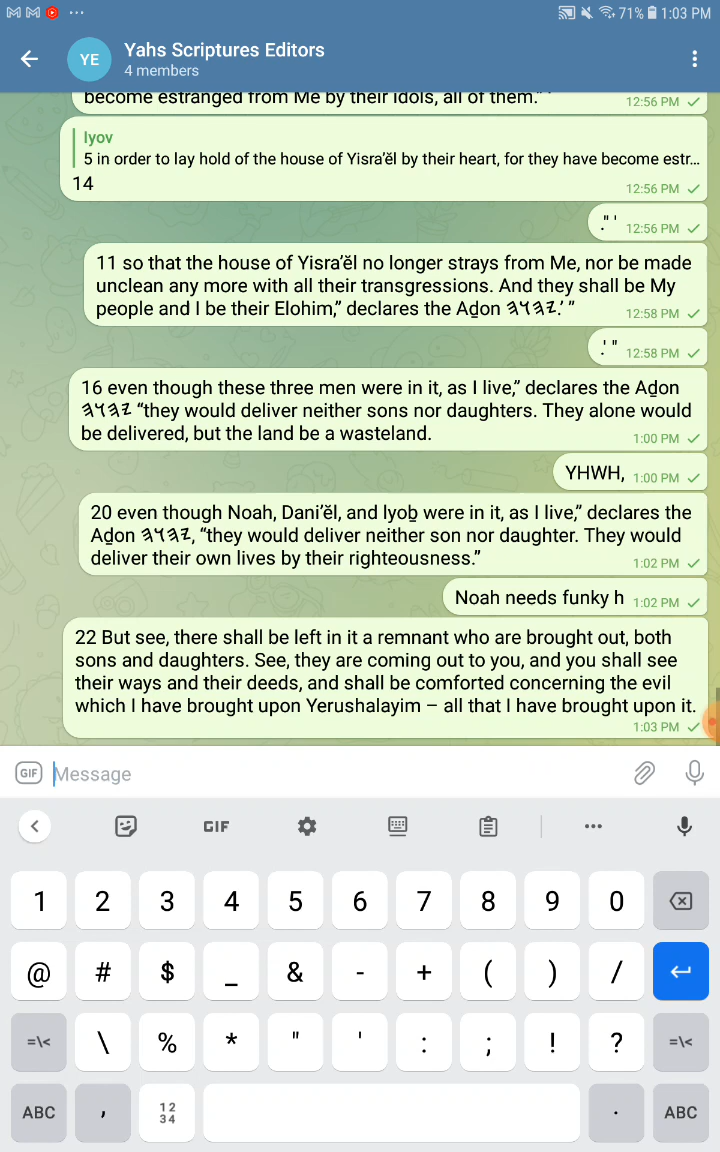 71% 1:03 PM
YE
Yahs Scriptures Editors
4 members
become estranged from Me by their idols, all of them." '
12:56 PM
Iyov
5 in order to lay hold of the house of Yisra’ĕl by their heart, for they have become estr...
14
12:56 PM
." '
12:56 PM
11 so that the house of Yisra’ĕl no longer strays from Me, nor be made
unclean any more with all their transgressions. And they shall be My
people and I be their Elohim,” declares the Aḏon 𐤉𐤄𐤅𐤄.’ ”
12:58 PM
.' "
12:58 PM
16 even though these three men were in it, as I live,” declares the Aḏon
𐤉𐤄𐤅𐤄 “they would deliver neither sons nor daughters. They alone would
be delivered, but the land be a wasteland.
1:00 PM
YHWH,
1:00 PM
20 even though Noah, Dani’ĕl, and Iyoḇ were in it, as I live,” declares the
Aḏon 𐤉𐤄𐤅𐤄, “they would deliver neither son nor daughter. They would
deliver their own lives by their righteousness.”
1:02 PM
Noah needs funky h
1:02 PM
22 But see, there shall be left in it a remnant who are brought out, both
sons and daughters. See, they are coming out to you, and you shall see
their ways and their deeds, and shall be comforted concerning the evil
which I have brought upon Yerushalayim – all that I have brought upon it.
1:03 PM
GIF Message
GIF
1 2 3 4 5 6 7 8 9 0
@ # $ _ & - + ( ) /
=\< \ % * " ' : ; ! ? =\<
ABC , 12 . ABC
34